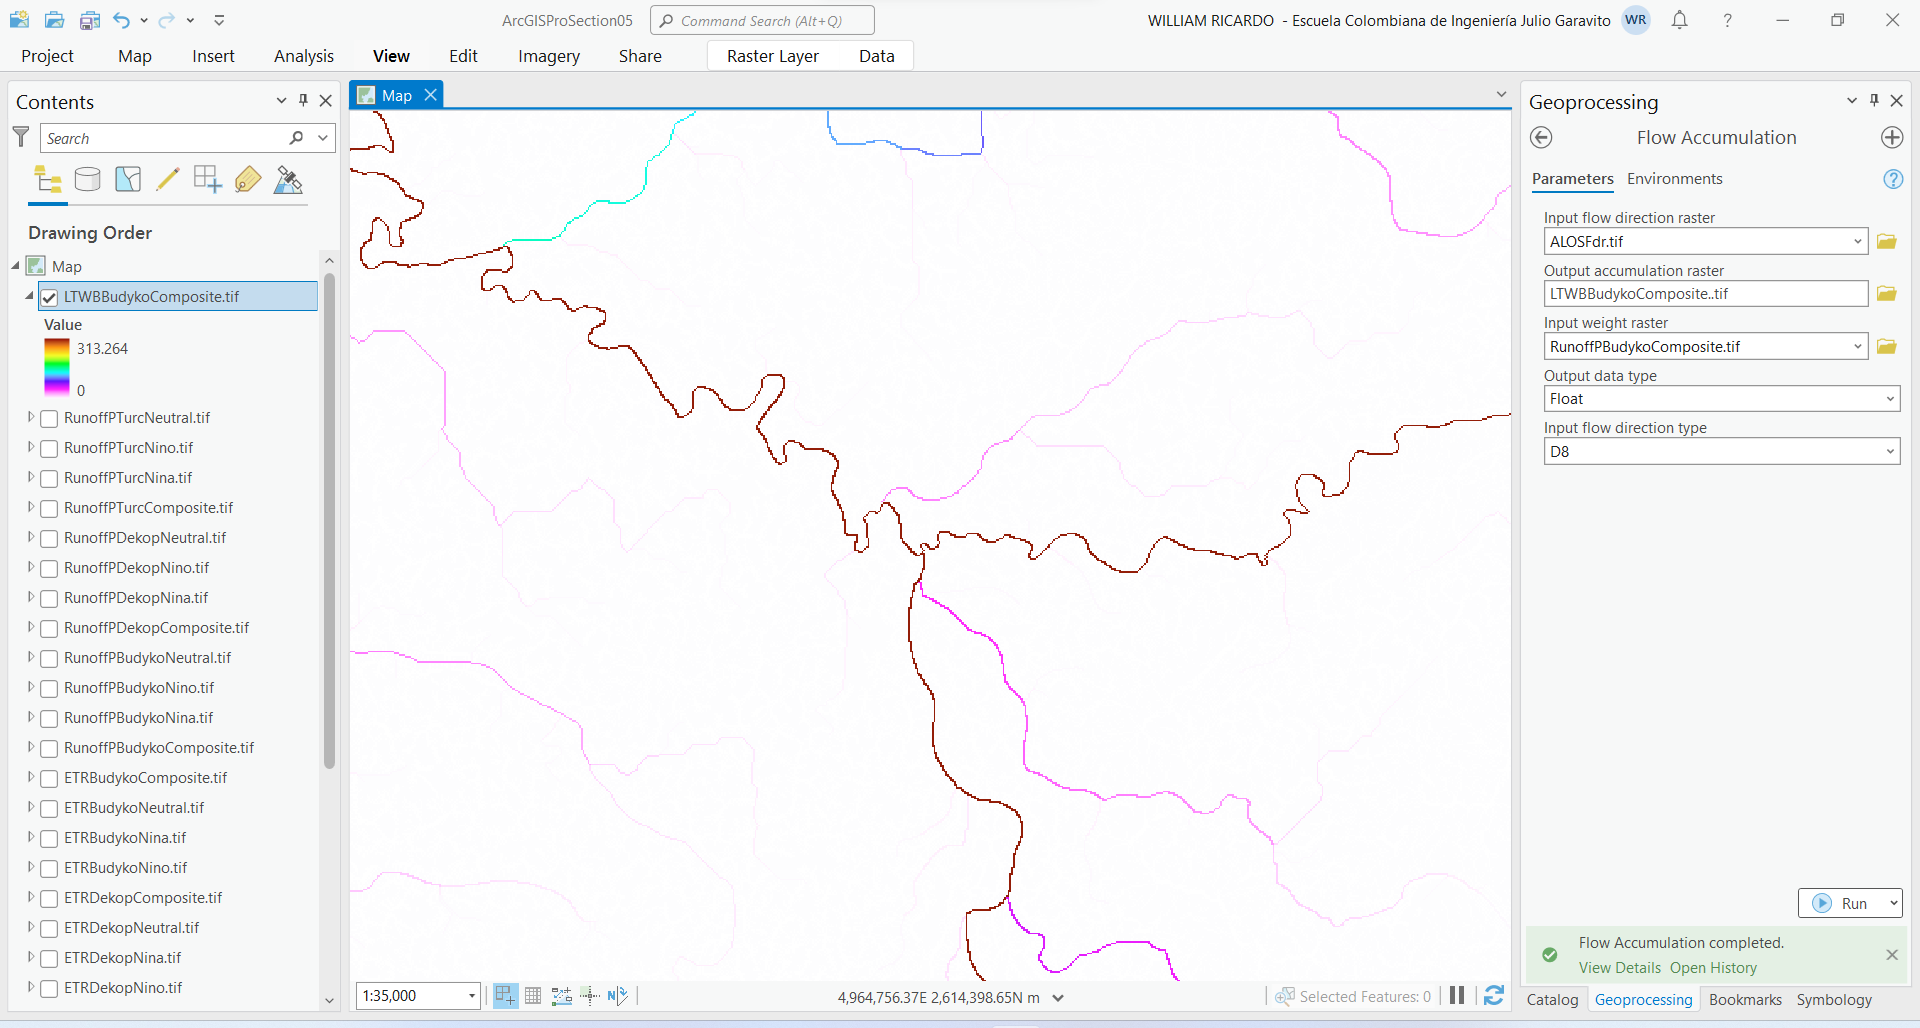 ArcGISProSection05
Command Search (Alt+Q)
WILLIAM RICARDO - Escuela Colombiana de Ingeniería Julio Garavito
WR
?
Project Map Insert Analysis View Edit Imagery Share Raster Layer Data
Contents
Search
Drawing Order
Map
LTWBBudykoComposite.tif
Value
313.264
0
RunoffPTurcNeutral.tif
RunoffPTurcNino.tif
RunoffPTurcNina.tif
RunoffPTurcComposite.tif
RunoffPDekopNeutral.tif
RunoffPDekopNino.tif
RunoffPDekopNina.tif
RunoffPDekopComposite.tif
RunoffPBudykoNeutral.tif
RunoffPBudykoNino.tif
RunoffPBudykoNina.tif
RunoffPBudykoComposite.tif
ETRBudykoComposite.tif
ETRBudykoNeutral.tif
ETRBudykoNina.tif
ETRBudykoNino.tif
ETRDekopComposite.tif
ETRDekopNeutral.tif
ETRDekopNina.tif
ETRDekopNino.tif
Map
1:35,000
N
4,964,756.37E 2,614,398.65N m
Selected Features: 0
Geoprocessing
Flow Accumulation
Parameters Environments
?
Input flow direction raster
ALOSFdr.tif
Output accumulation raster
LTWBBudykoComposite..tif
Input weight raster
RunoffPBudykoComposite.tif
Output data type
Float
Input flow direction type
D8
Run
Flow Accumulation completed.
View Details Open History
Catalog Geoprocessing Bookmarks Symbology